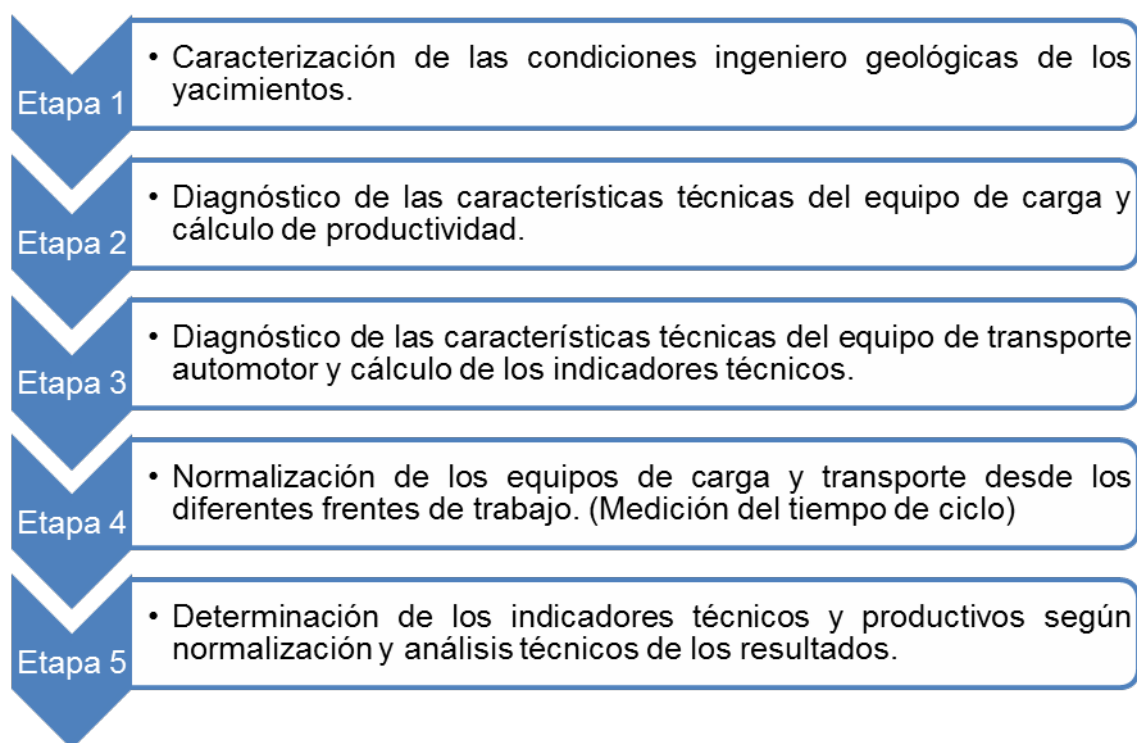 Etapa 1
• Caracterización de las condiciones ingeniero geológicas de los
yacimientos.
Etapa 2
• Diagnóstico de las características técnicas del equipo de carga y
cálculo de productividad.
Etapa 3
• Diagnóstico de las características técnicas del equipo de transporte
automotor y cálculo de los indicadores técnicos.
Etapa 4
• Normalización de los equipos de carga y transporte desde los
diferentes frentes de trabajo. (Medición del tiempo de ciclo)
Etapa 5
• Determinación de los indicadores técnicos y productivos según
normalización y análisis técnicos de los resultados.